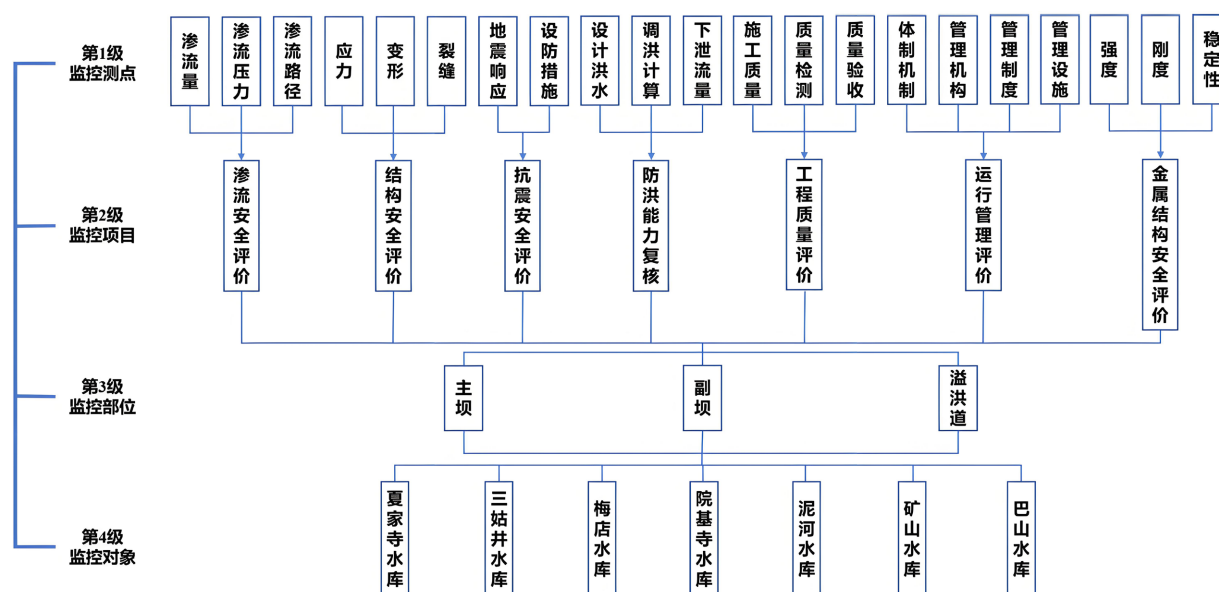 第1级
监控测点
渗流量
渗流压力
渗流路径
应力
变形
裂缝
地震响应
设防措施
设计洪水
调洪计算
下泄流量
施工质量
质量检测
质量验收
体制机制
管理机构
管理制度
管理设施
强度
刚度
稳定性
第2级
监控项目
渗流安全评价
结构安全评价
抗震安全评价
防洪能力复核
工程质量评价
运行管理评价
金属结构安全评价
第3级
监控部位
主坝
副坝
溢洪道
第4级
监控对象
夏家寺水库
三姑井水库
梅店水库
院基寺水库
泥河水库
矿山水库
巴山水库